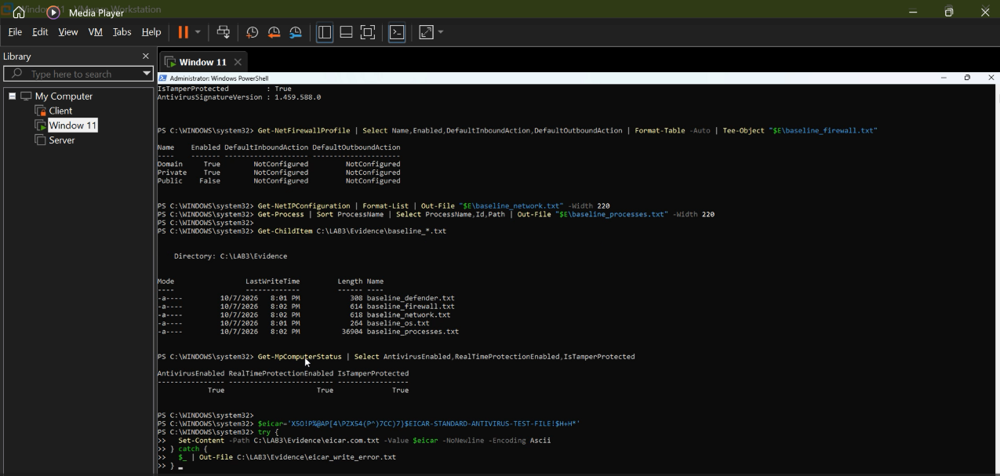 Window 11 - VMware Workstation
Media Player
File Edit View VM Tabs Help
Library
Type here to search
My Computer
Client
Window 11
Server
Window 11
Administrator: Windows PowerShell
IsTamperProtected : True
AntivirusSignatureVersion : 1.459.588.0
PS C:\WINDOWS\system32> Get-NetFirewallProfile | Select Name,Enabled,DefaultInboundAction,DefaultOutboundAction | Format-Table -Auto | Tee-Object "$E\baseline_firewall.txt"
Name Enabled DefaultInboundAction DefaultOutboundAction
---- ------- -------------------- ---------------------
Domain True NotConfigured NotConfigured
Private True NotConfigured NotConfigured
Public False NotConfigured NotConfigured
PS C:\WINDOWS\system32> Get-NetIPConfiguration | Format-List | Out-File "$E\baseline_network.txt" -Width 220
PS C:\WINDOWS\system32> Get-Process | Sort ProcessName | Select ProcessName,Id,Path | Out-File "$E\baseline_processes.txt" -Width 220
PS C:\WINDOWS\system32>
PS C:\WINDOWS\system32> Get-ChildItem C:\LAB3\Evidence\baseline_*.txt
Directory: C:\LAB3\Evidence
Mode LastWriteTime Length Name
---- ------------- ------ ----
-a---- 10/7/2026 8:01 PM 308 baseline_defender.txt
-a---- 10/7/2026 8:02 PM 614 baseline_firewall.txt
-a---- 10/7/2026 8:02 PM 618 baseline_network.txt
-a---- 10/7/2026 8:01 PM 264 baseline_os.txt
-a---- 10/7/2026 8:02 PM 36904 baseline_processes.txt
PS C:\WINDOWS\system32> Get-MpComputerStatus | Select AntivirusEnabled,RealTimeProtectionEnabled,IsTamperProtected
AntivirusEnabled RealTimeProtectionEnabled IsTamperProtected
---------------- ------------------------- -----------------
True True True
PS C:\WINDOWS\system32>
PS C:\WINDOWS\system32> $eicar='X5O!P%@AP[4\PZX54(P^)7CC)7}$EICAR-STANDARD-ANTIVIRUS-TEST-FILE!$H+H*'
PS C:\WINDOWS\system32> try {
>> Set-Content -Path C:\LAB3\Evidence\eicar.com.txt -Value $eicar -NoNewline -Encoding Ascii
>> } catch {
>> $_ | Out-File C:\LAB3\Evidence\eicar_write_error.txt
>> }